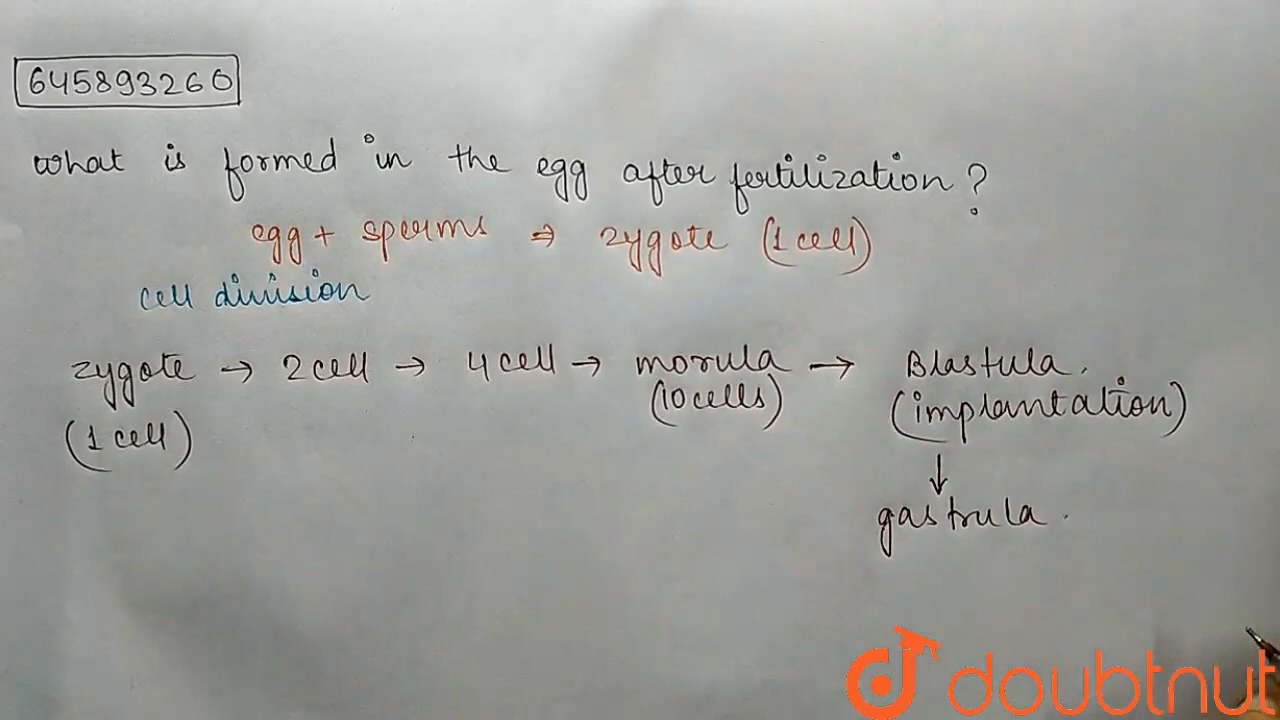 645893260
what is formed in the egg after fertilization?
egg + sperms ⇒ zygote (1 cell)
cell division
zygote → 2 cell → 4 cell → morula → Blastula.
(1 cell) (10 cells) (implantation)
↓
gastrula.
doubtnut